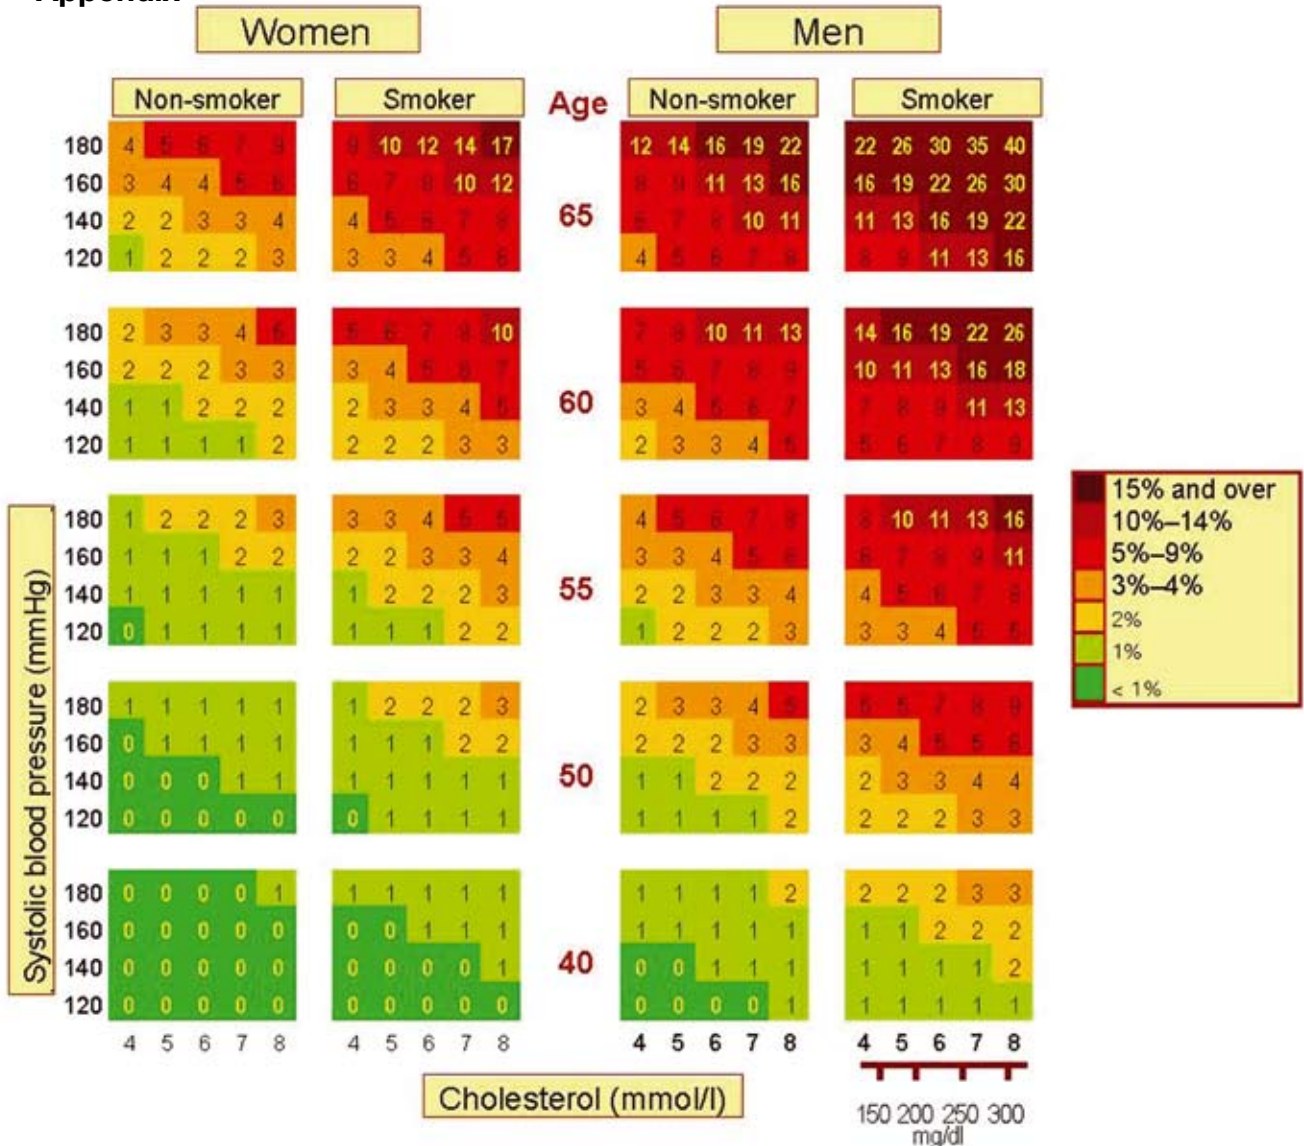 Appendix
Women Men
Non-smoker Smoker Age Non-smoker Smoker
180 4 5 6 7 9 9 10 12 14 17 12 14 16 19 22 22 26 30 35 40
160 3 4 4 5 6 6 7 8 10 12 8 9 11 13 16 16 19 22 26 30
65
140 2 2 3 3 4 4 5 6 7 8 7 8 10 11 11 13 16 19 22
120 1 2 2 2 3 3 3 4 5 6 4 5 6 7 8 8 9 11 13 16
180 2 3 3 4 5 5 6 7 8 10 7 8 10 11 13 14 16 19 22 26
160 2 2 2 3 3 3 4 5 6 7 5 6 7 8 9 10 11 13 16 18
60
140 1 1 2 2 2 2 3 3 4 5 3 4 5 6 7 7 8 9 11 13
120 1 1 1 1 2 2 2 2 3 3 2 3 3 4 5 5 6 7 8 9
180 1 2 2 2 3 3 3 4 5 5 4 5 6 7 8 8 10 11 13 16
160 1 1 1 2 2 2 2 3 3 4 3 3 4 5 6 6 7 8 9 11
55
140 1 1 1 1 1 1 2 2 2 3 2 2 3 3 4 4 5 6 7 8
120 0 1 1 1 1 1 1 1 2 2 1 2 2 2 3 3 3 4 5
180 1 1 1 1 1 1 2 2 2 3 2 3 3 4 5 5 7 8 9
160 0 1 1 1 1 1 1 1 2 2 2 2 2 3 3 3 4 5 5 6
50
140 0 0 0 1 1 1 1 1 1 1 1 1 2 2 2 2 3 3 4 4
120 0 0 0 0 0 0 1 1 1 1 1 1 1 1 2 2 2 2 3 3
180 0 0 0 0 1 1 1 1 1 1 1 1 1 1 2 2 2 2 3 3
160 0 0 0 0 0 0 0 1 1 1 1 1 1 1 1 1 1 2 2 2
40
140 0 0 0 0 0 0 0 0 0 1 0 0 1 1 1 1 1 1 1 2
120 0 0 0 0 0 0 0 0 0 0 0 0 0 0 1 1 1 1 1 1
4 5 6 7 8 4 5 6 7 8 4 5 6 7 8 4 5 6 7 8
Systolic blood pressure (mmHg)
Cholesterol (mmol/l)
150 200 250 300
mg/dl
15% and over
10%–14%
5%–9%
3%–4%
2%
1%
< 1%